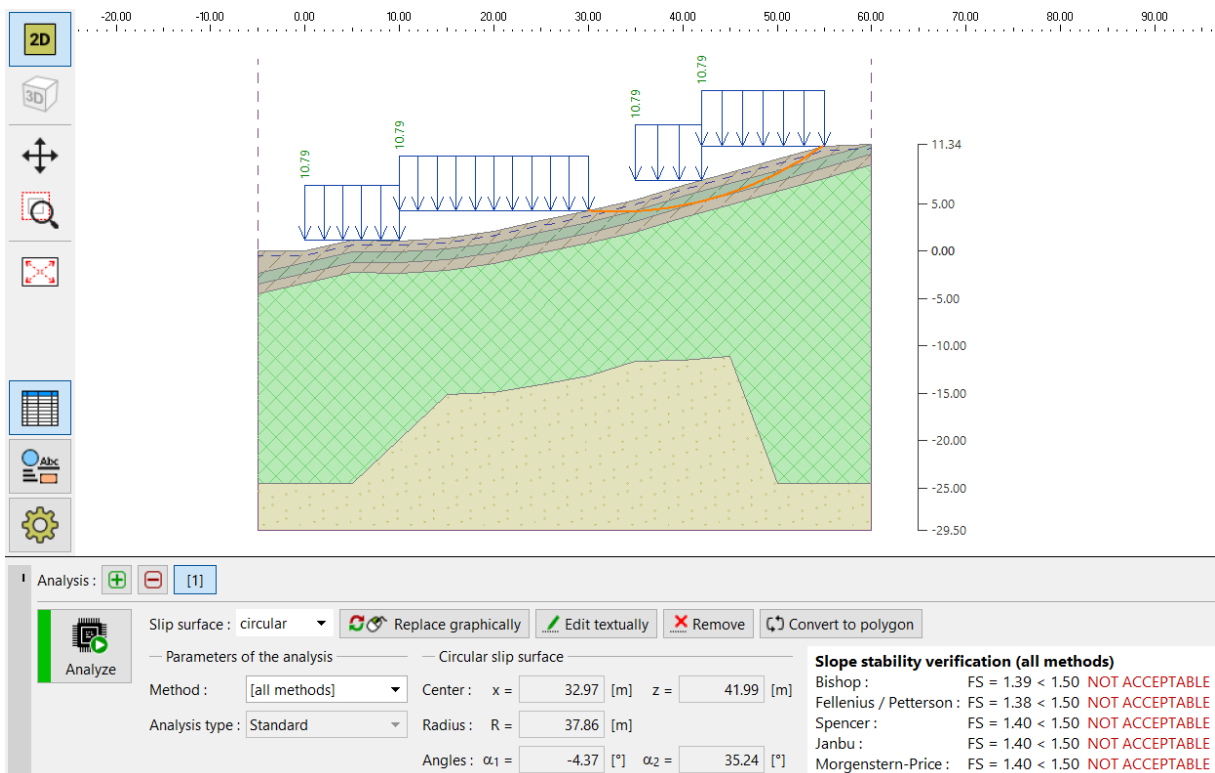 -20.00 -10.00 0.00 10.00 20.00 30.00 40.00 50.00 60.00 70.00 80.00 90.00
2D
3D
10.79
10.79
10.79
10.79
11.34
5.00
0.00
-5.00
-10.00
-15.00
-20.00
-25.00
-29.50
Abc
Analysis : [1]
Analyze
Slip surface : circular Replace graphically Edit textually Remove Convert to polygon
Parameters of the analysis
Method : [all methods]
Analysis type : Standard
Circular slip surface
Center : x = 32.97 [m] z = 41.99 [m]
Radius : R = 37.86 [m]
Angles : α1 = -4.37 [°] α2 = 35.24 [°]
Slope stability verification (all methods)
Bishop : FS = 1.39 < 1.50 NOT ACCEPTABLE
Fellenius / Petterson : FS = 1.38 < 1.50 NOT ACCEPTABLE
Spencer : FS = 1.40 < 1.50 NOT ACCEPTABLE
Janbu : FS = 1.40 < 1.50 NOT ACCEPTABLE
Morgenstern-Price : FS = 1.40 < 1.50 NOT ACCEPTABLE